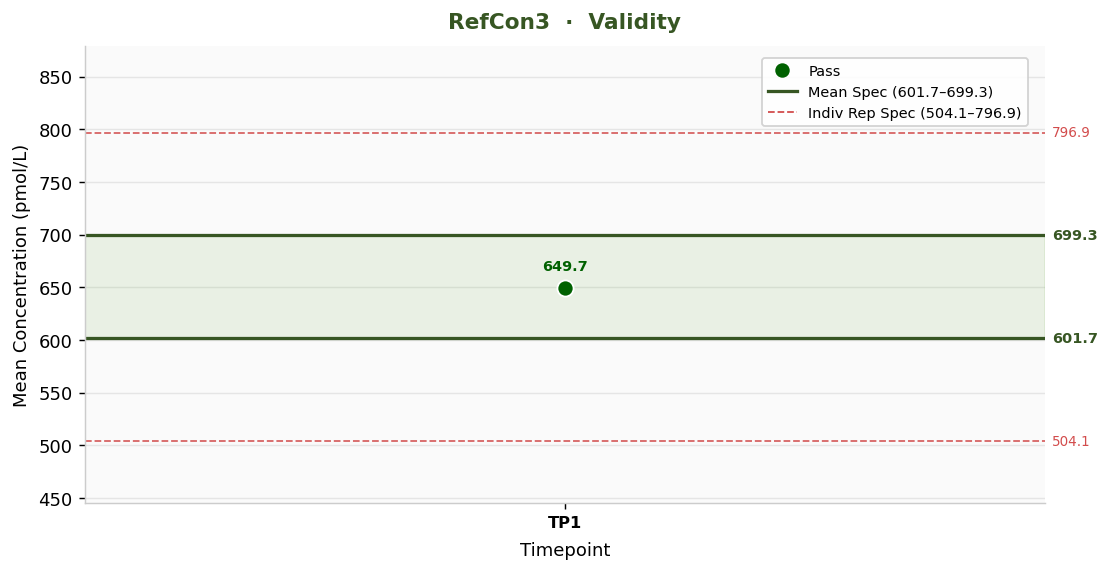 RefCon3 · Validity
Pass
Mean Spec (601.7–699.3)
Indiv Rep Spec (504.1–796.9)
Mean Concentration (pmol/L)
850
800
750
700
650
600
550
500
450
796.9
699.3
649.7
601.7
504.1
TP1
Timepoint